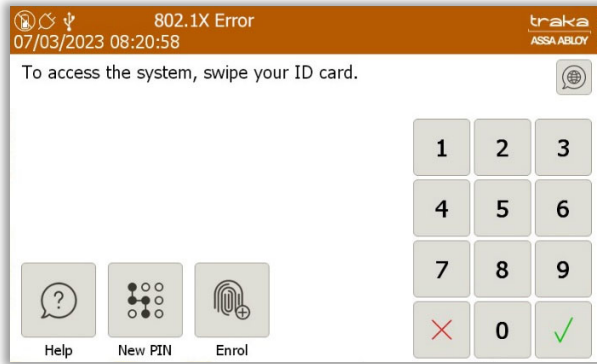 802.1X Error
traka
07/03/2023 08:20:58
ASSA ABLOY
To access the system, swipe your ID card.
1 2 3
4 5 6
7 8 9
0
Help New PIN Enrol